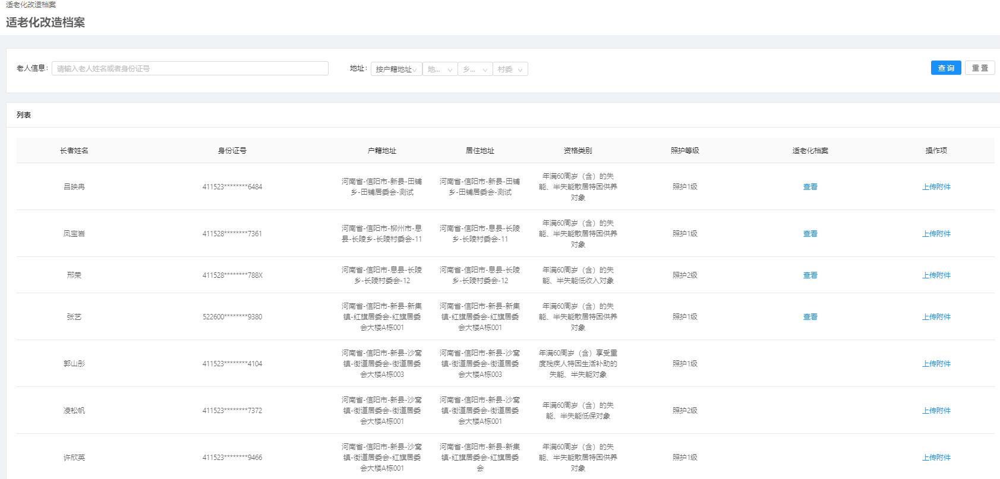 适老化改造档案
适老化改造档案
老人信息： 请输入老人姓名或者身份证号 地址： 按户籍地址 地... 乡... 村委 查 询 重 置
列表
长者姓名 身份证号 户籍地址 居住地址 资格类别 照护等级 适老化档案 操作项
吕映冉 411523********6484 河南省-信阳市-新县-田铺乡-田铺居委会-测试 河南省-信阳市-新县-田铺乡-田铺居委会-测试 年满60周岁（含）的失能、半失能散居特困供养对象 照护1级 查看 上传附件
凤宝岩 411528********7361 河南省-信阳市-柳州市-息县-长陵乡-长陵村委会-11 河南省-信阳市-息县-长陵乡-长陵村委会-11 年满60周岁（含）的失能、半失能散居特困供养对象 照护1级 查看 上传附件
邢荣 411528********788X 河南省-信阳市-息县-长陵乡-长陵村委会-12 河南省-信阳市-息县-长陵乡-长陵村委会-12 年满60周岁（含）的失能、半失能低收入对象 照护2级 查看 上传附件
张艺 522600********9380 河南省-信阳市-新县-新集镇-红旗居委会-红旗居委会大楼A栋001 河南省-信阳市-新县-新集镇-红旗居委会-红旗居委会大楼A栋001 年满60周岁（含）的失能、半失能散居特困供养对象 照护1级 查看 上传附件
郭山彤 411523********4104 河南省-信阳市-新县-沙窝镇-街道居委会-街道居委会大楼A栋003 河南省-信阳市-新县-沙窝镇-街道居委会-街道居委会大楼A栋003 年满60周岁（含）享受重度残疾人特困生活补助的失能、半失能对象 照护1级 上传附件
凌松帆 411523********7372 河南省-信阳市-新县-沙窝镇-街道居委会-街道居委会大楼A栋001 河南省-信阳市-新县-沙窝镇-街道居委会-街道居委会大楼A栋001 年满60周岁（含）的失能、半失能低保对象 照护2级 上传附件
许欣英 411523********9466 河南省-信阳市-新县-沙窝镇-街道居委会-红旗居委会大楼A栋001 河南省-信阳市-新县-新集镇-红旗居委会-红旗居委会 年满60周岁（含）的失能、半失能散居特困供养对象 照护1级 上传附件